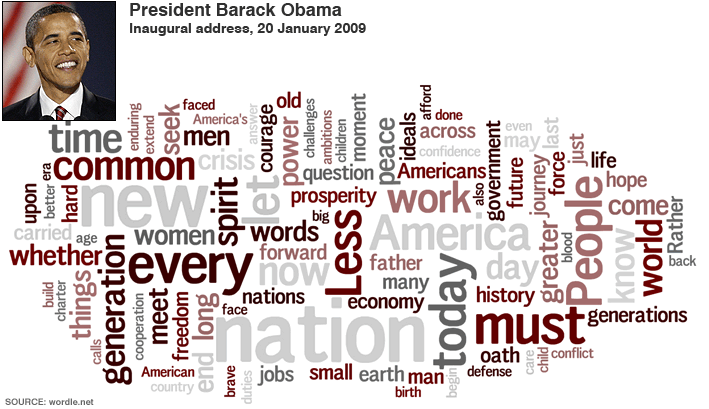 President Barack Obama
Inaugural address, 20 January 2009
time
common
new
crisis
men
seek
extend
enduring
faced
America's
answer
courage
power
old
challenges
ambitions
children
moment
question
peace
ideals
afford
done
across
confidence
Americans
government
even
may
last
also
future
journey
force
just
life
hope
People
come
Rather
back
world
know
greater
blood
day
America
work
prosperity
let
spirit
big
words
Less
father
many
economy
forward
now
every
women
carried
upon
better
era
hard
age
whether
generation
things
build
charter
calls
cooperation
meet
freedom
long
face
nations
nation
today
history
must
generations
oath
defense
care
child
conflict
begin
man
birth
earth
small
jobs
duties
brave
end
country
American
SOURCE: wordle.net